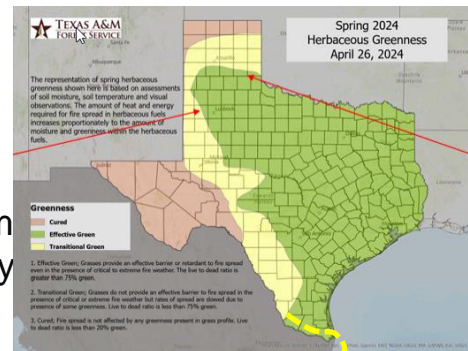 TEXAS A&M
FOREST SERVICE
Spring 2024
Herbaceous Greenness
April 26, 2024
Santa Fe
Albuquerque
Amarillo
Lubbock
The representation of spring herbaceous
greenness shown here is based on assessments
of soil moisture, soil temperature and visual
observations. The amount of heat and energy
required for fire spread in herbaceous fuels
increases proportionately to the amount of
moisture and greenness within the herbaceous
fuels.
Greenness
Cured
Effective Green
Transitional Green
1. Effective Green; Grasses provide an effective barrier or retardant to fire spread
even in the presence of critical to extreme fire weather. The live to dead ratio is
greater than 75% green.
2. Transitional Green; Grasses do not provide an effective barrier to fire spread in the
presence of critical or extreme fire weather but rates of spread are slowed due to
presence of some greenness. Live to dead ratio is less than 75% green.
3. Cured; Fire spread is not affected by any greenness present in grass profile. Live
to dead ratio is less than 20% green.
y